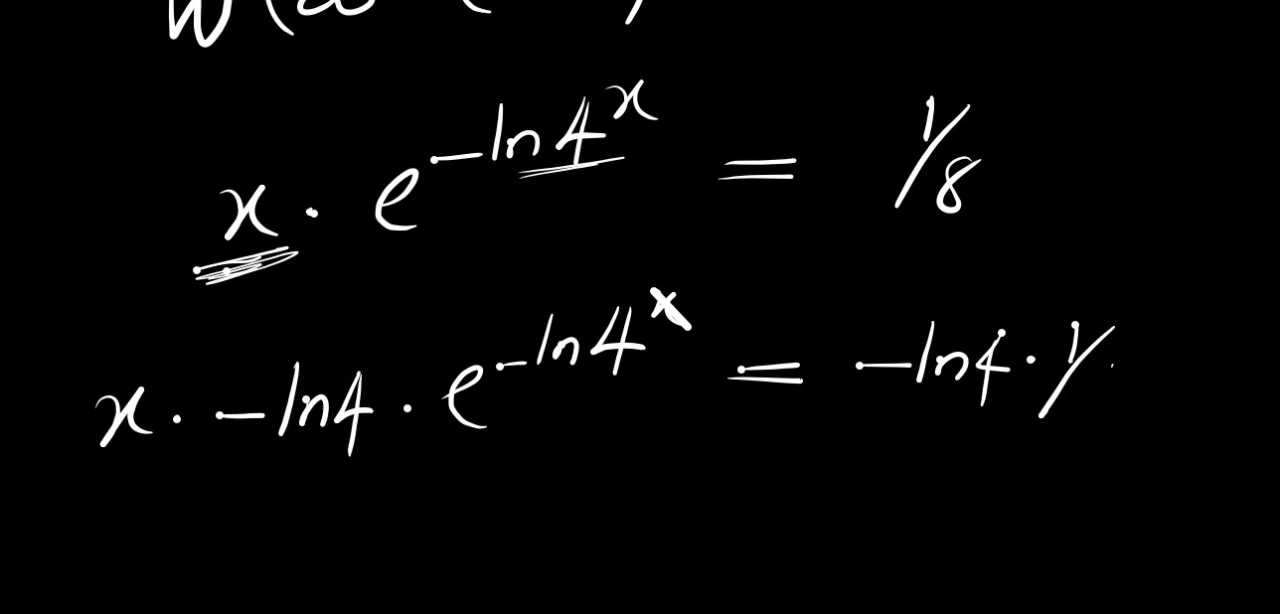 x · e^{-ln4^x} = 1/8
x · -ln4 · e^{-ln4^x} = -ln4 · 1/